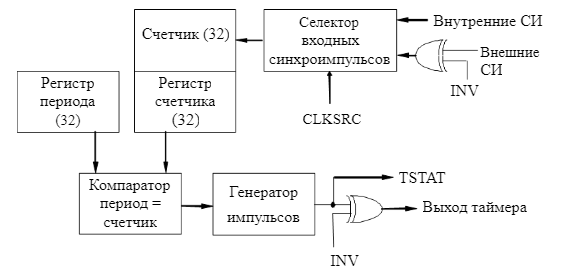 Счетчик (32)
Селектор
входных
синхроимпульсов
Внутренние СИ
Внешние
СИ
INV
CLKSRC
Регистр
периода
(32)
Регистр
счетчика
(32)
Компаратор
период =
счетчик
Генератор
импульсов
TSTAT
Выход таймера
INV